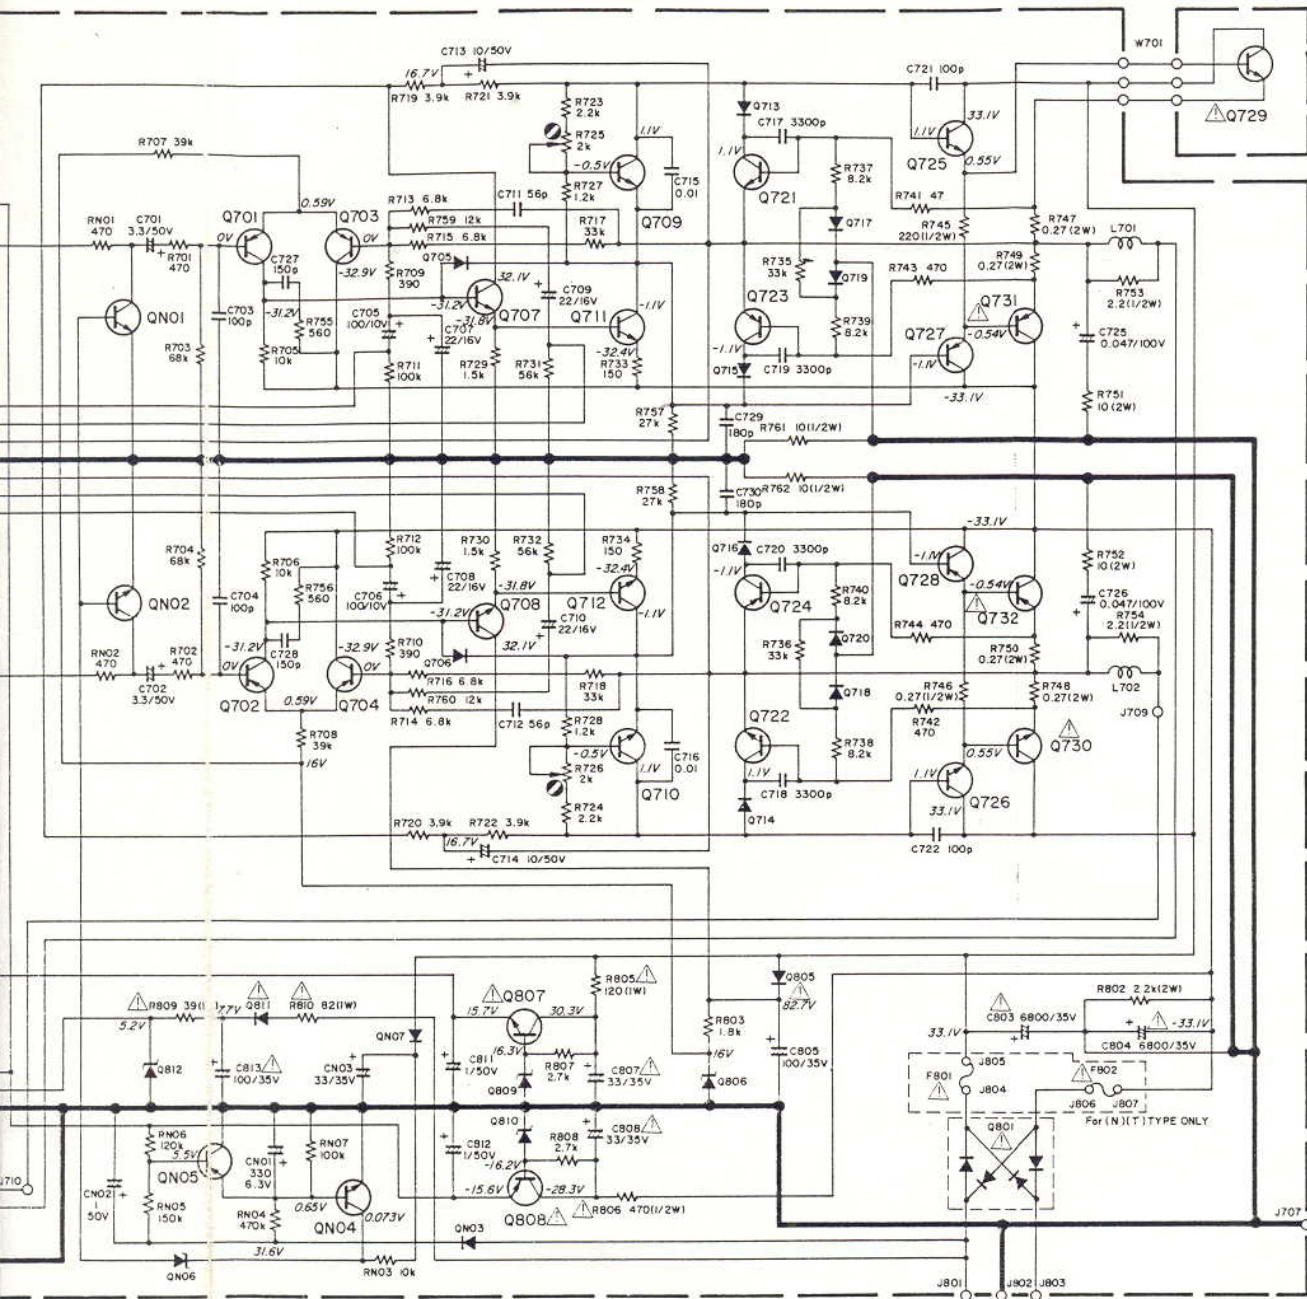 C713 10/50V
W701
16.7V
C721 100p
R719 3.9k
R721 3.9k
R723
2.2k
Q713
33.1V
Q729
R725
2k
1.1V
C717 3300p
1.1V
Q725
0.55V
R707 39k
-0.5V
1.1V
Q721
R737
8.2k
C715
0.01
R727
1.2k
Q709
0.59V
R713 6.8k
C711 56p
R741 47
Q701
Q703
R759 12k
R717
33k
Q717
R745
220(1/2W)
R747
0.27(2W)
L701
RN01
470
C701
3.3/50V
R701
470
0V
0V
R715 6.8k
Q705
C727
150p
-32.9V
R709
390
32.1V
R735
33k
Q719
R743 470
R749
0.27(2W)
R753
2.2(1/2W)
QN01
C703
100p
-31.2V
R755
560
C705
100/10V
-31.2V
-31.8V
Q707
C709
22/16V
Q711
-1.1V
Q723
Q731
R739
8.2k
Q727
-0.54V
C725
0.047/100V
R703
68k
R705
10k
C707
22/16V
R711
100k
R729
1.5k
R731
56k
-32.4V
R733
150
-1.1V
Q715
C719 3300p
-1.1V
-33.1V
R751
10(2W)
R757
27k
C729
180p
R761 10(1/2W)
R758
27k
C730
180p
R762 10(1/2W)
R704
68k
R706
10k
R756
560
R712
100k
R730
1.5k
R732
56k
R734
150
-32.4V
Q716
C720 3300p
-33.1V
-1.1V
R752
10(2W)
QN02
C704
100p
C706
100/10V
C708
22/16V
-31.8V
-31.2V
Q708
Q712
-1.1V
-1.1V
Q724
R740
8.2k
Q728
-0.54V
Q732
C726
0.047/100V
R754
2.2(1/2W)
C710
22/16V
32.1V
RN02
470
R702
470
-31.2V
C728
150p
-32.9V
R710
390
Q706
R736
33k
Q720
R744 470
R750
0.27(2W)
0V
0V
R716 6.8k
R718
33k
L702
C702
3.3/50V
Q702
0.59V
Q704
R760 12k
R714 6.8k
C712 56p
Q722
Q718
R746
0.27(1/2W)
R748
0.27(2W)
R742
470
J709
R708
39k
16V
R728
1.2k
-0.5V
R726
2k
1.1V
C716
0.01
Q710
1.1V
C718 3300p
R738
8.2k
0.55V
Q730
1.1V
Q726
33.1V
R724
2.2k
Q714
R720 3.9k
R722 3.9k
16.7V
C714 10/50V
C722 100p
R809
5.2V
7.7V
Q811
R810 82(1W)
Q807
15.7V
30.3V
R805
120(1W)
Q805
82.7V
R802 2.2k(2W)
C803 6800/35V
33.1V
-33.1V
C804 6800/35V
QN07
R803
1.8k
16V
C805
100/35V
Q812
C813
100/35V
CN03
33/35V
C811
1/50V
16.3V
R807
2.7k
Q809
C807
33/35V
Q806
F801
J805
J804
F802
J806
J807
For (N)(T) TYPE ONLY
Q801
RN06
120k
5.5V
QN05
CN01
330
6.3V
RN07
100k
C812
1/50V
Q810
R808
2.7k
C808
33/35V
-16.2V
-15.6V
-28.3V
Q808
R806 470(1/2W)
CN02
1
50V
RN05
150k
RN04
470k
0.65V
QN04
0.073V
QN03
31.6V
RN03 10k
QN06
J710
J707
J801
J802
J803